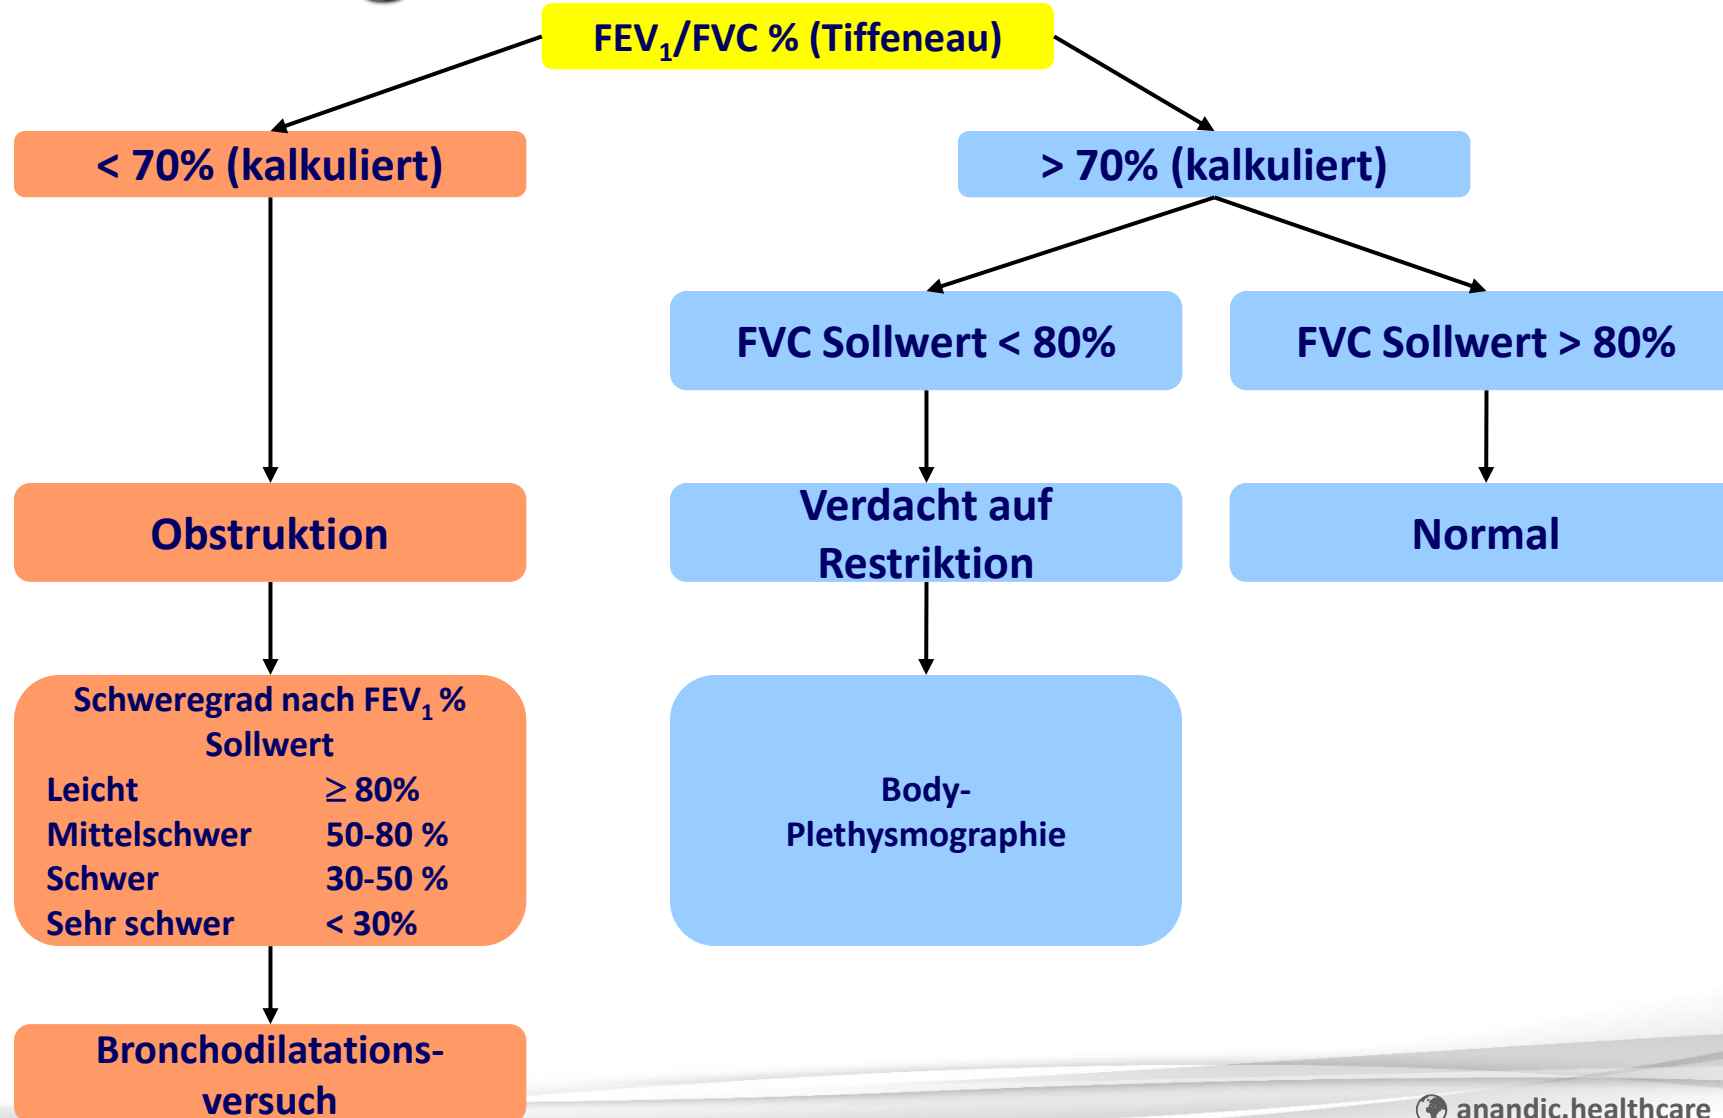 FEV₁/FVC % (Tiffeneau)
< 70% (kalkuliert)
> 70% (kalkuliert)
FVC Sollwert < 80%
FVC Sollwert > 80%
Obstruktion
Verdacht auf
Restriktion
Normal
Schweregrad nach FEV₁ %
Sollwert
Leicht ≥ 80%
Mittelschwer 50-80 %
Schwer 30-50 %
Sehr schwer < 30%
Body-
Plethysmographie
Bronchodilatations-
versuch
anandic.healthcare